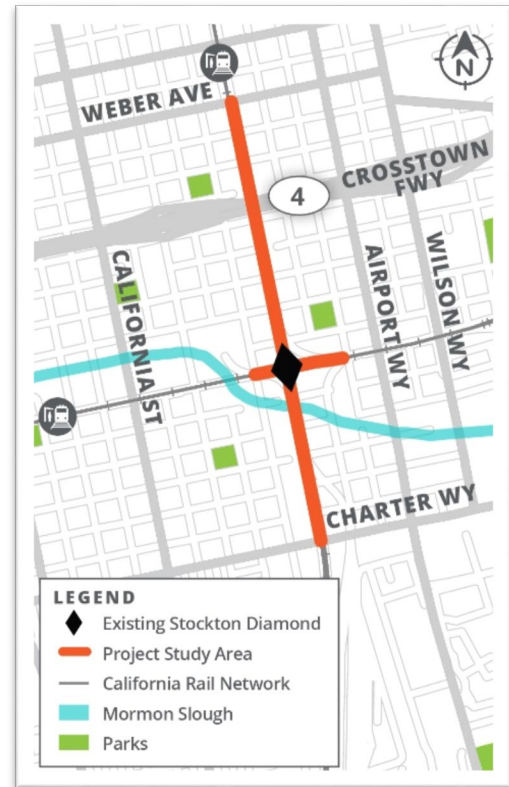 N
WEBER AVE
CROSSTOWN
FWY
4
CALIFORNIA ST
AIRPORT WY
WILSON WY
CHARTER WY
LEGEND
Existing Stockton Diamond
Project Study Area
California Rail Network
Mormon Slough
Parks